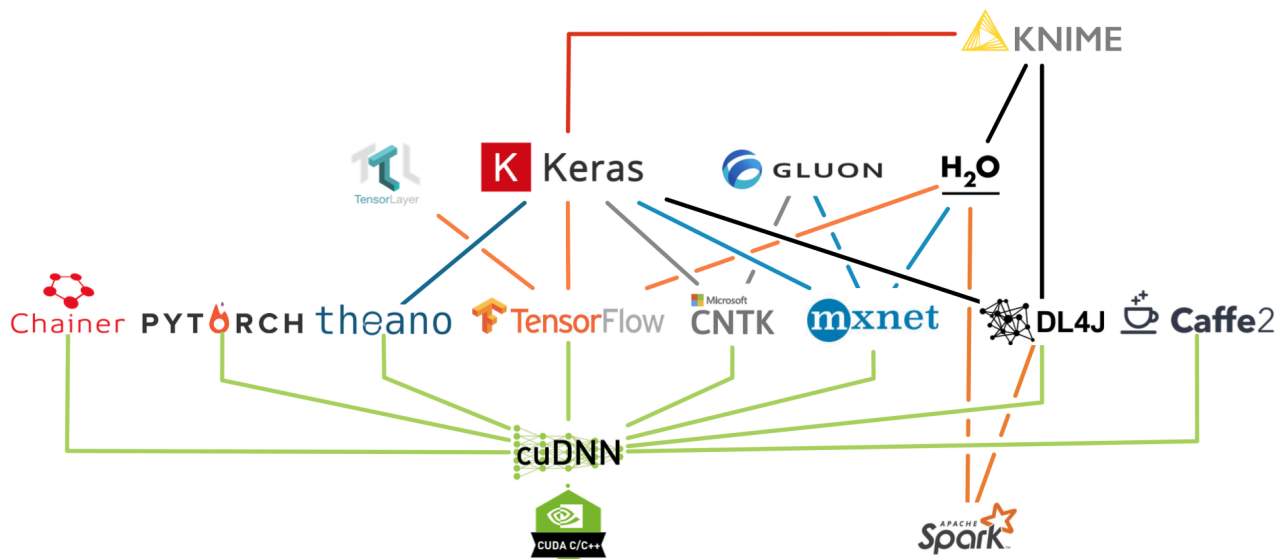 KNIME
TensorLayer
K Keras
GLUON
H2O
Chainer
PYTORCH
theano
TensorFlow
Microsoft
CNTK
mxnet
DL4J
Caffe2
cuDNN
CUDA C/C++
APACHE
Spark